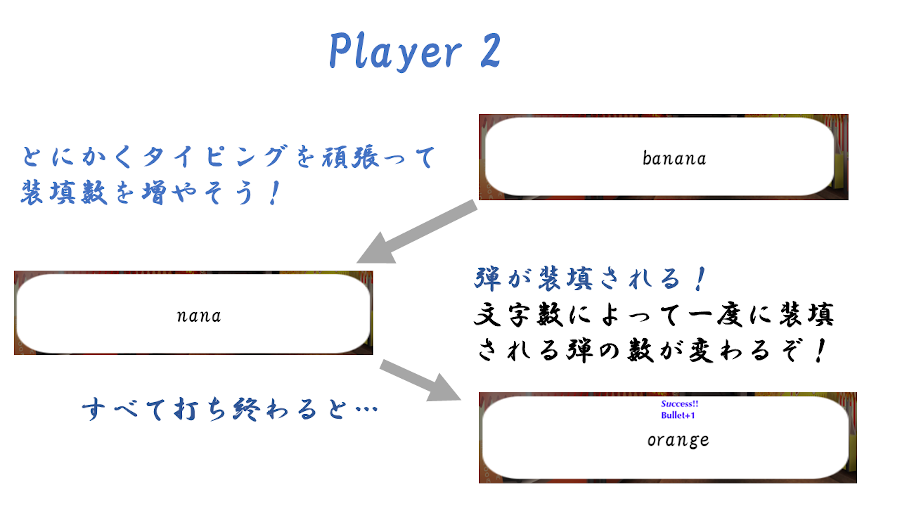 Player 2
とにかくタイピングを頑張って
装填数を増やそう！
banana
nana
すべて打ち終わると…
弾が装填される！
文字数によって一度に装填
される弾の数が変わるぞ！
Success!!
Bullet+1
orange